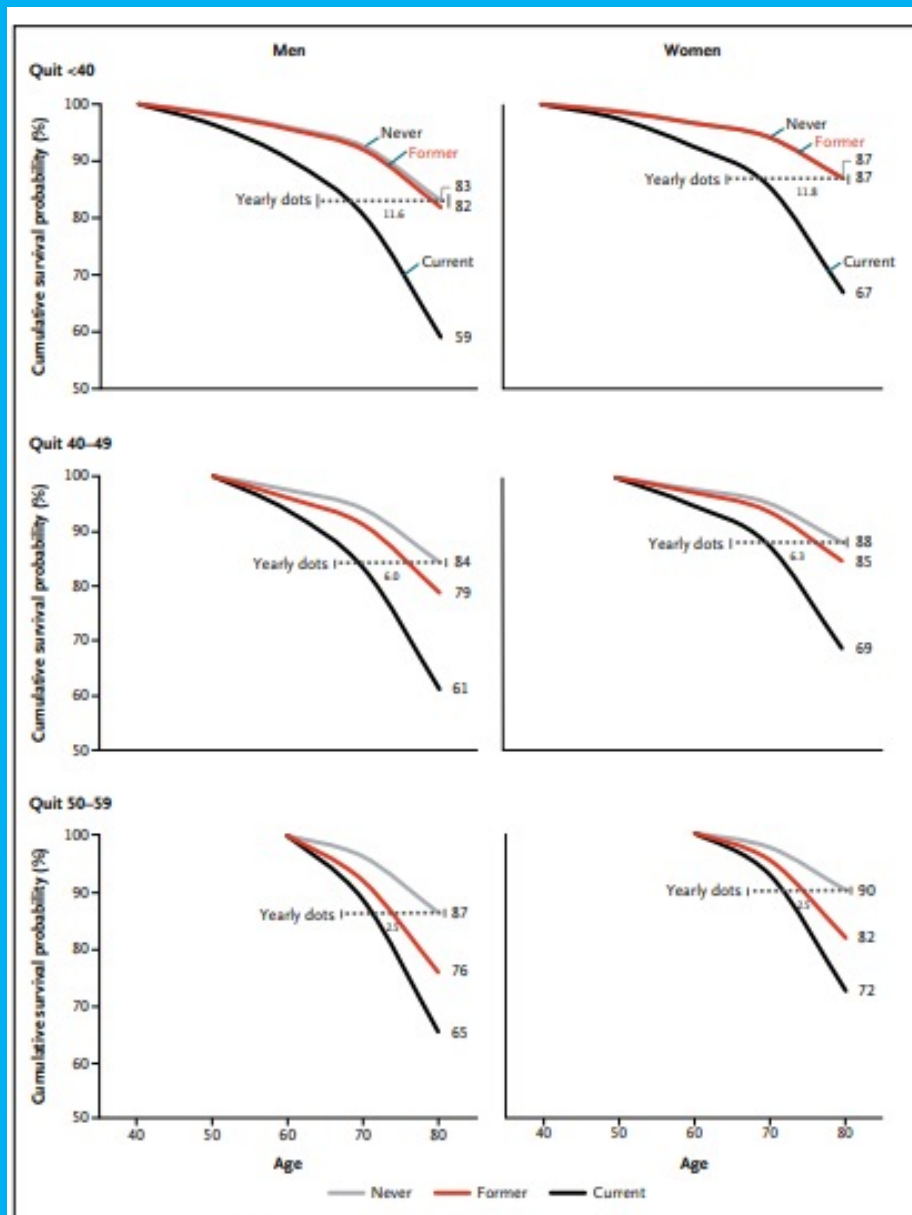 Men
Women
Quit <40
Cumulative survival probability (%)
100
90
80
70
60
50
Never
Former
83
82
Yearly dots
11.6
Current
59
Never
Former
87
87
Yearly dots
11.8
Current
67
Quit 40–49
Cumulative survival probability (%)
100
90
80
70
60
50
Yearly dots
6.0
84
79
61
Yearly dots
6.3
88
85
69
Quit 50–59
Cumulative survival probability (%)
100
90
80
70
60
50
Yearly dots
2.5
87
76
65
Yearly dots
2.5
90
82
72
40 50 60 70 80
40 50 60 70 80
Age
Age
Never Former Current